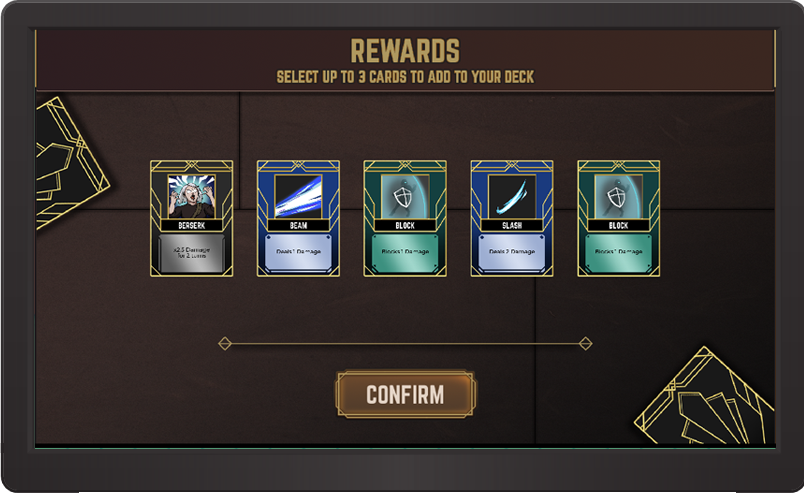 REWARDS
SELECT UP TO 3 CARDS TO ADD TO YOUR DECK
BERSERK
x2.5 Damage
for 2 turns
BEAM
Deals 1 Damage
BLOCK
Blocks 1 Damage
SLASH
Deals 2 Damage
BLOCK
Blocks 1 Damage
CONFIRM